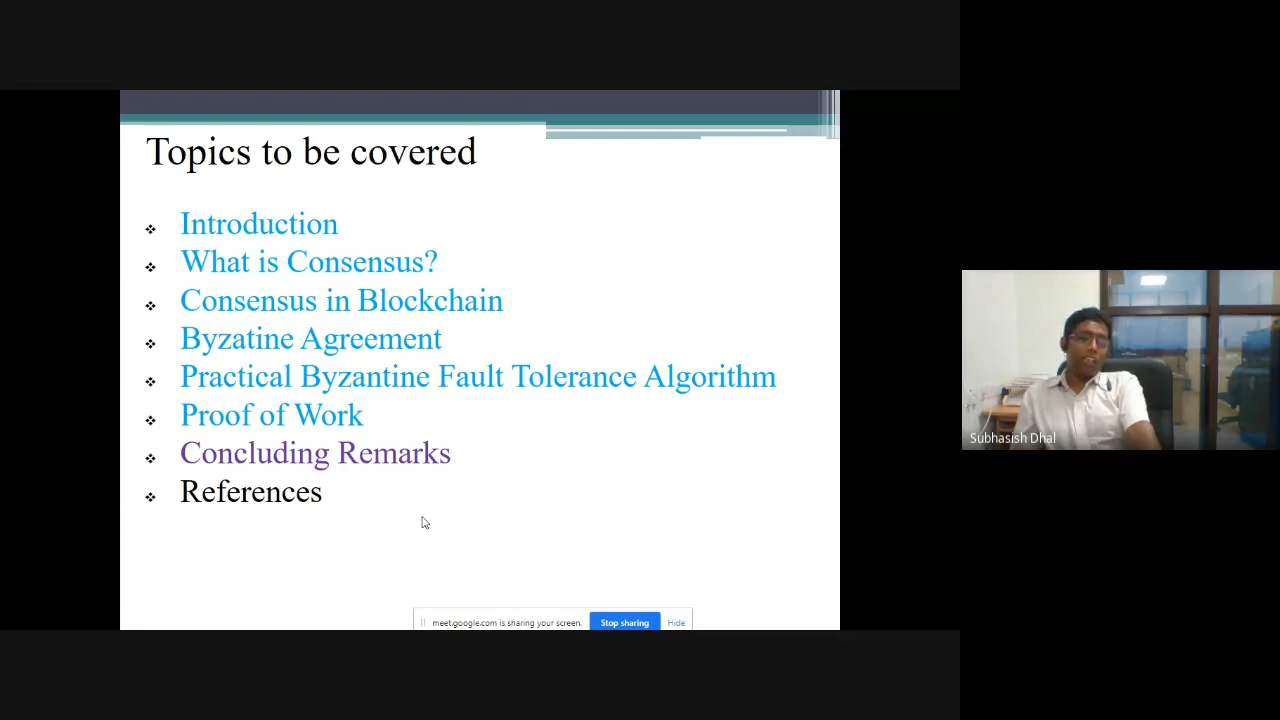 Topics to be covered
Introduction
What is Consensus?
Consensus in Blockchain
Byzatine Agreement
Practical Byzantine Fault Tolerance Algorithm
Proof of Work
Concluding Remarks
References
Subhasish Dhal
meet.google.com is sharing your screen. Stop sharing Hide